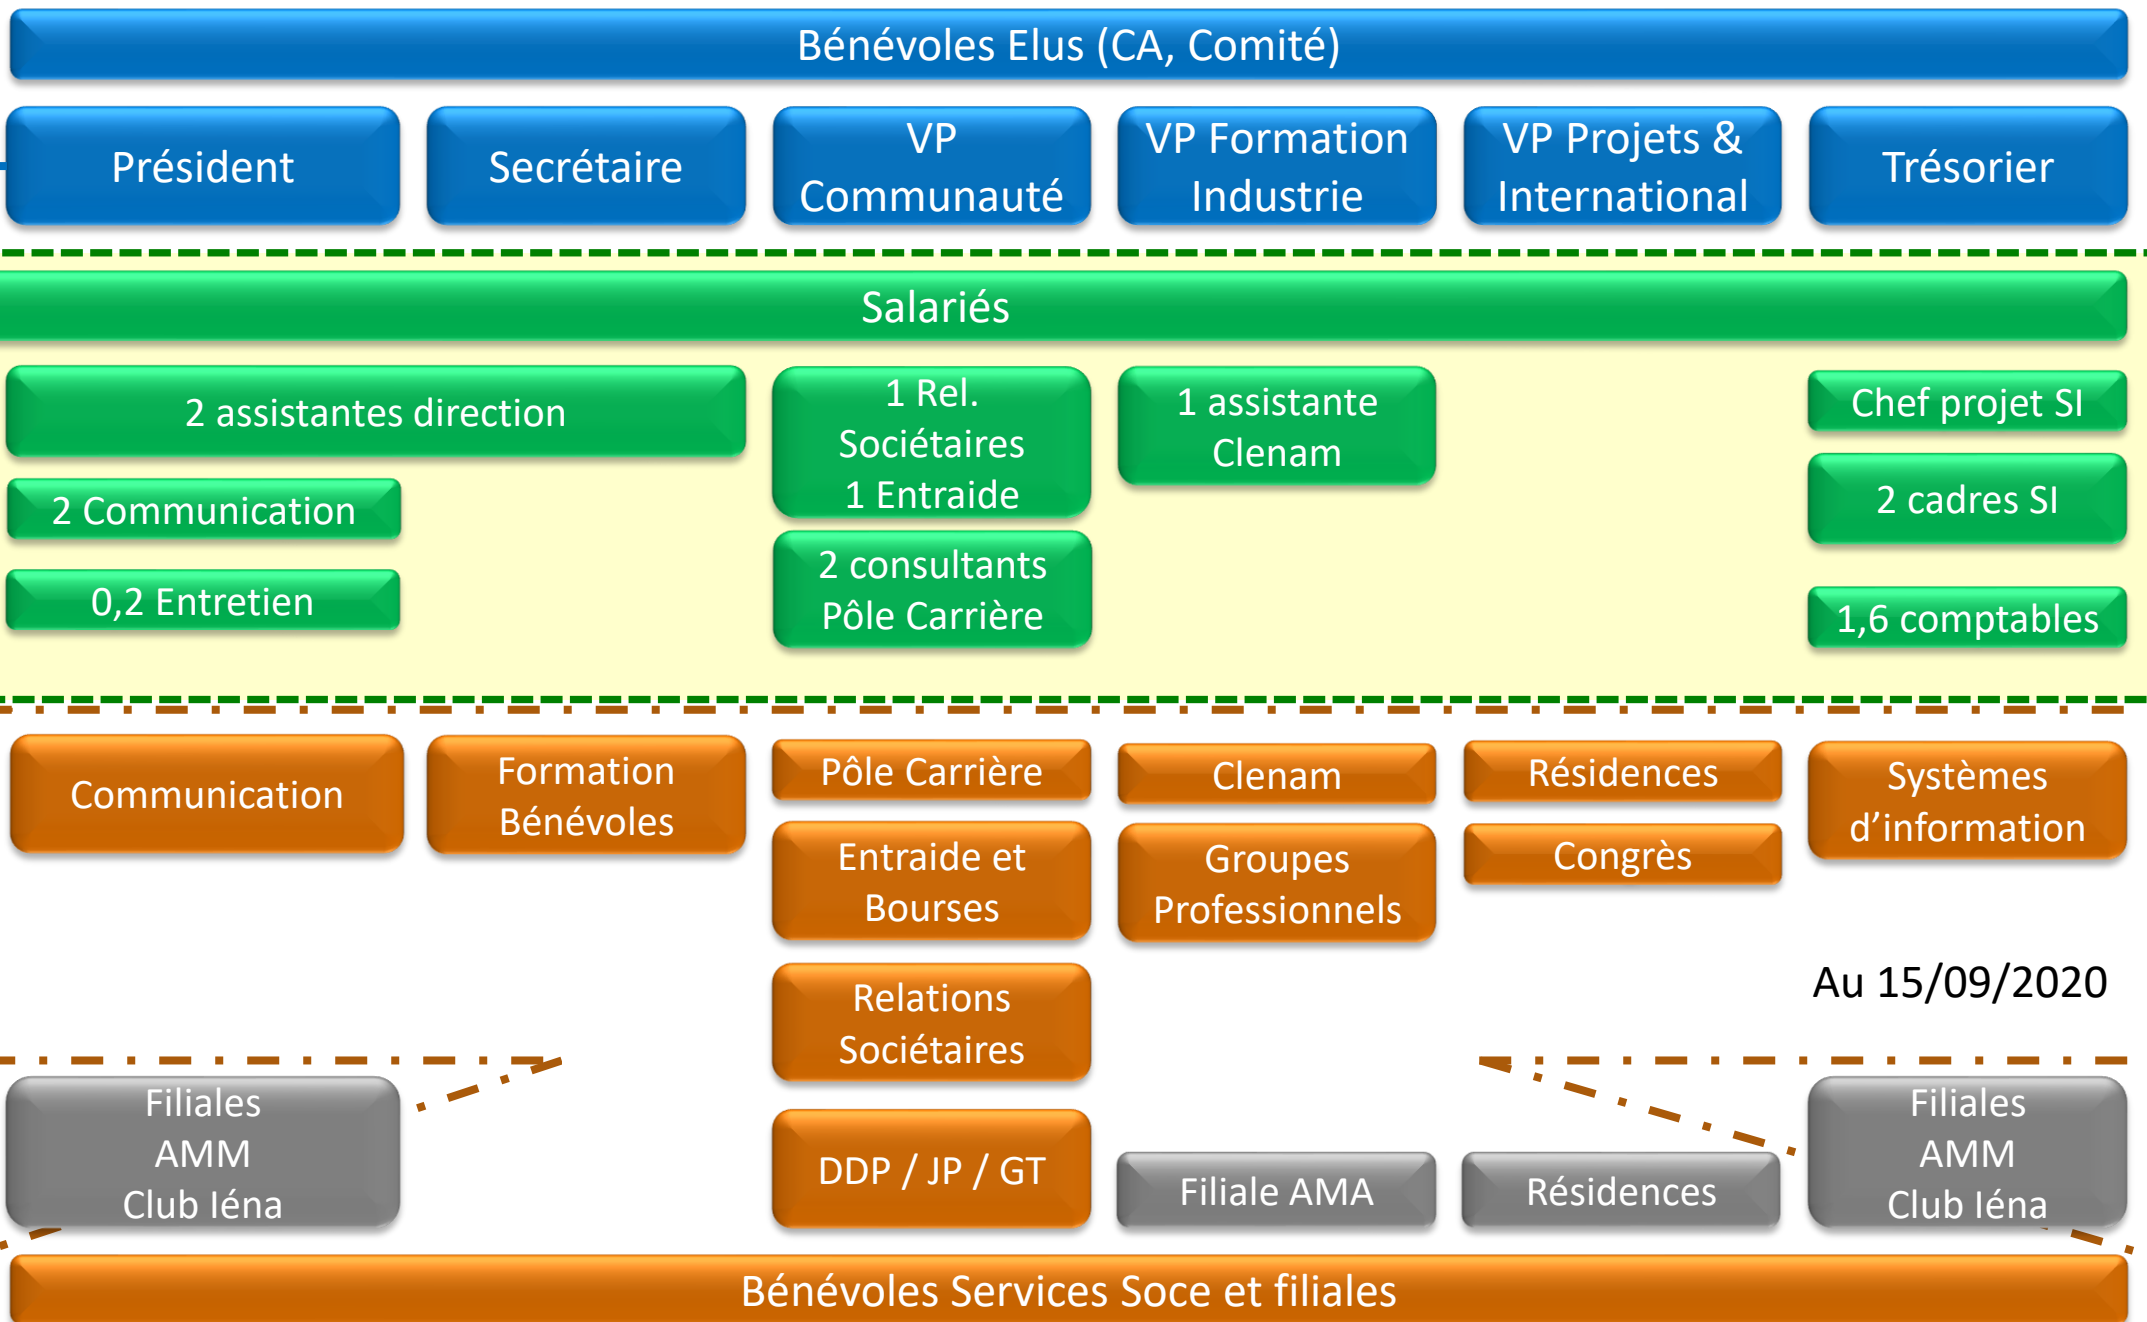 Bénévoles Elus (CA, Comité)
Président
Secrétaire
VP
Communauté
VP Formation
Industrie
VP Projets &
International
Trésorier
Salariés
2 assistantes direction
2 Communication
0,2 Entretien
1 Rel.
Sociétaires
1 Entraide
2 consultants
Pôle Carrière
1 assistante
Clenam
Chef projet SI
2 cadres SI
1,6 comptables
Communication
Formation
Bénévoles
Pôle Carrière
Entraide et
Bourses
Relations
Sociétaires
DDP / JP / GT
Clenam
Groupes
Professionnels
Résidences
Congrès
Systèmes
d’information
Au 15/09/2020
Filiales
AMM
Club Iéna
Filiale AMA
Résidences
Filiales
AMM
Club Iéna
Bénévoles Services Soce et filiales